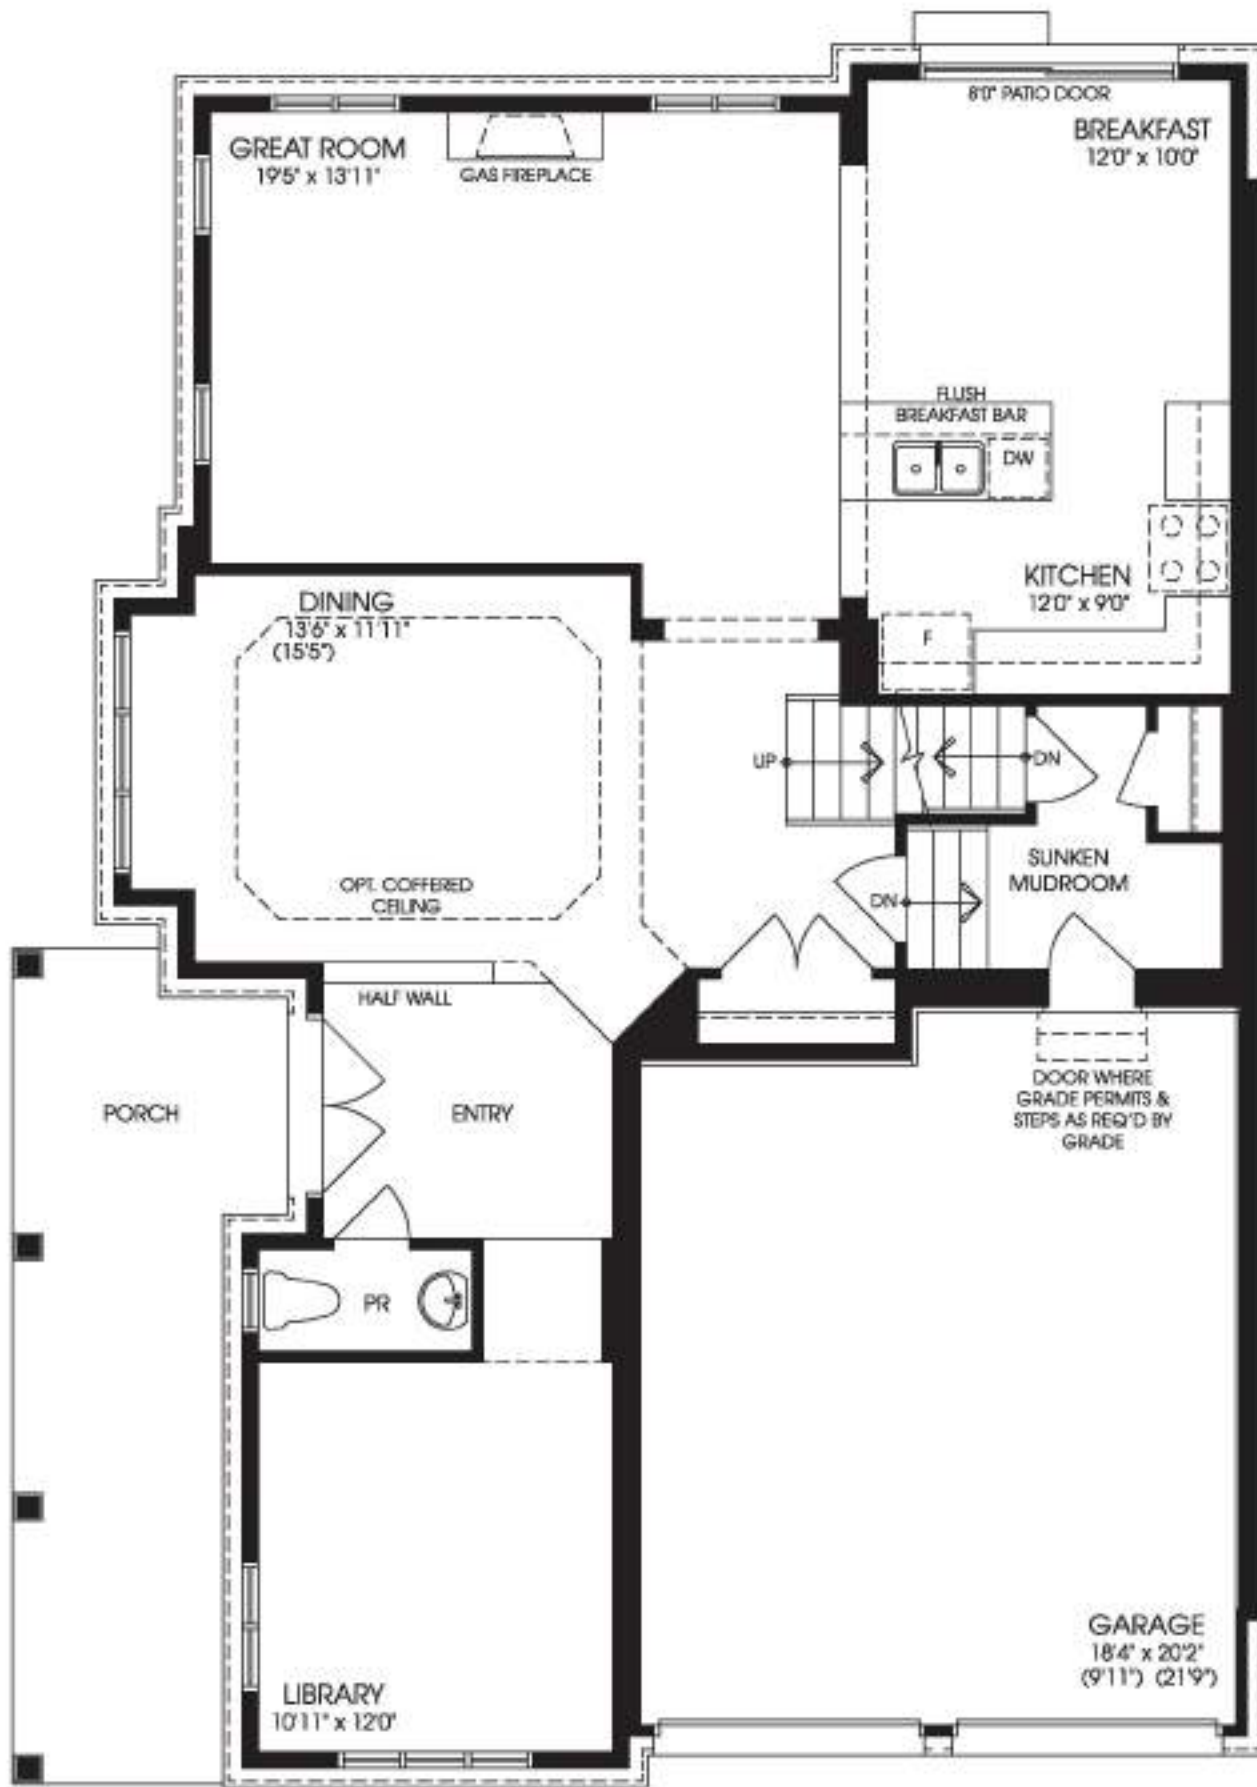 8'0" PATIO DOOR
BREAKFAST
12'0" x 10'0"
GREAT ROOM
19'5" x 13'11"
GAS FIREPLACE
FLUSH
BREAKFAST BAR
DW
KITCHEN
12'0" x 9'0"
F
DINING
13'6" x 11'11"
(15'5")
UP
DN
OPT. COFFERED
CEILING
SUNKEN
MUDROOM
DN
HALF WALL
PORCH
ENTRY
DOOR WHERE
GRADE PERMITS &
STEPS AS REQ'D BY
GRADE
PR
GARAGE
18'4" x 20'2"
(9'11") (21'9")
LIBRARY
10'11" x 12'0"